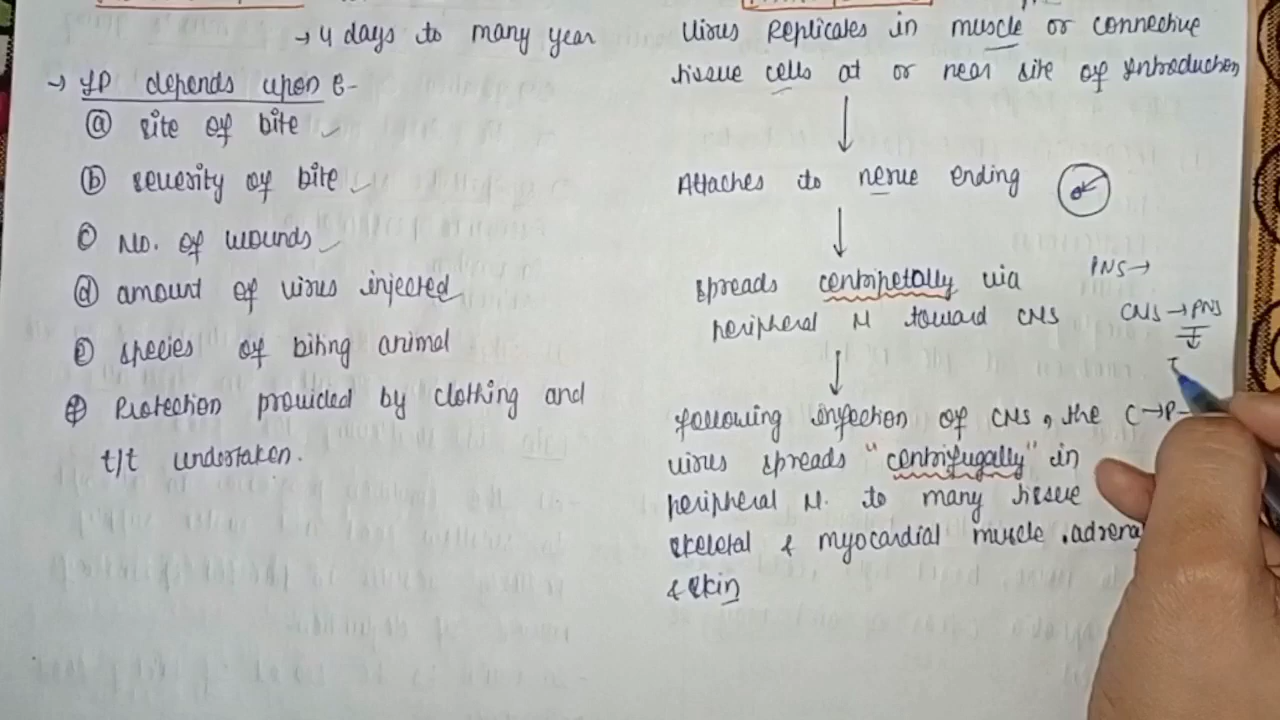 → 4 days to many year
→ IP depends upon :-
ⓐ site of bite
ⓑ severity of bite
ⓒ No. of wounds
ⓓ amount of virus injected
ⓔ species of biting animal
ⓕ Protection provided by clothing and
t/t undertaken.
Virus Replicates in muscle or connective
tissue cells at or near site of Introduction
↓
Attaches to nerve ending
↓
spreads centripetally via
peripheral N toward CNS
PNS→
CNS→PNS
↓
following infection of CNS, the
C→P
virus spreads "centrifugally" in
peripheral N. to many tissue
skeletal & myocardial muscle, adrena
& skin